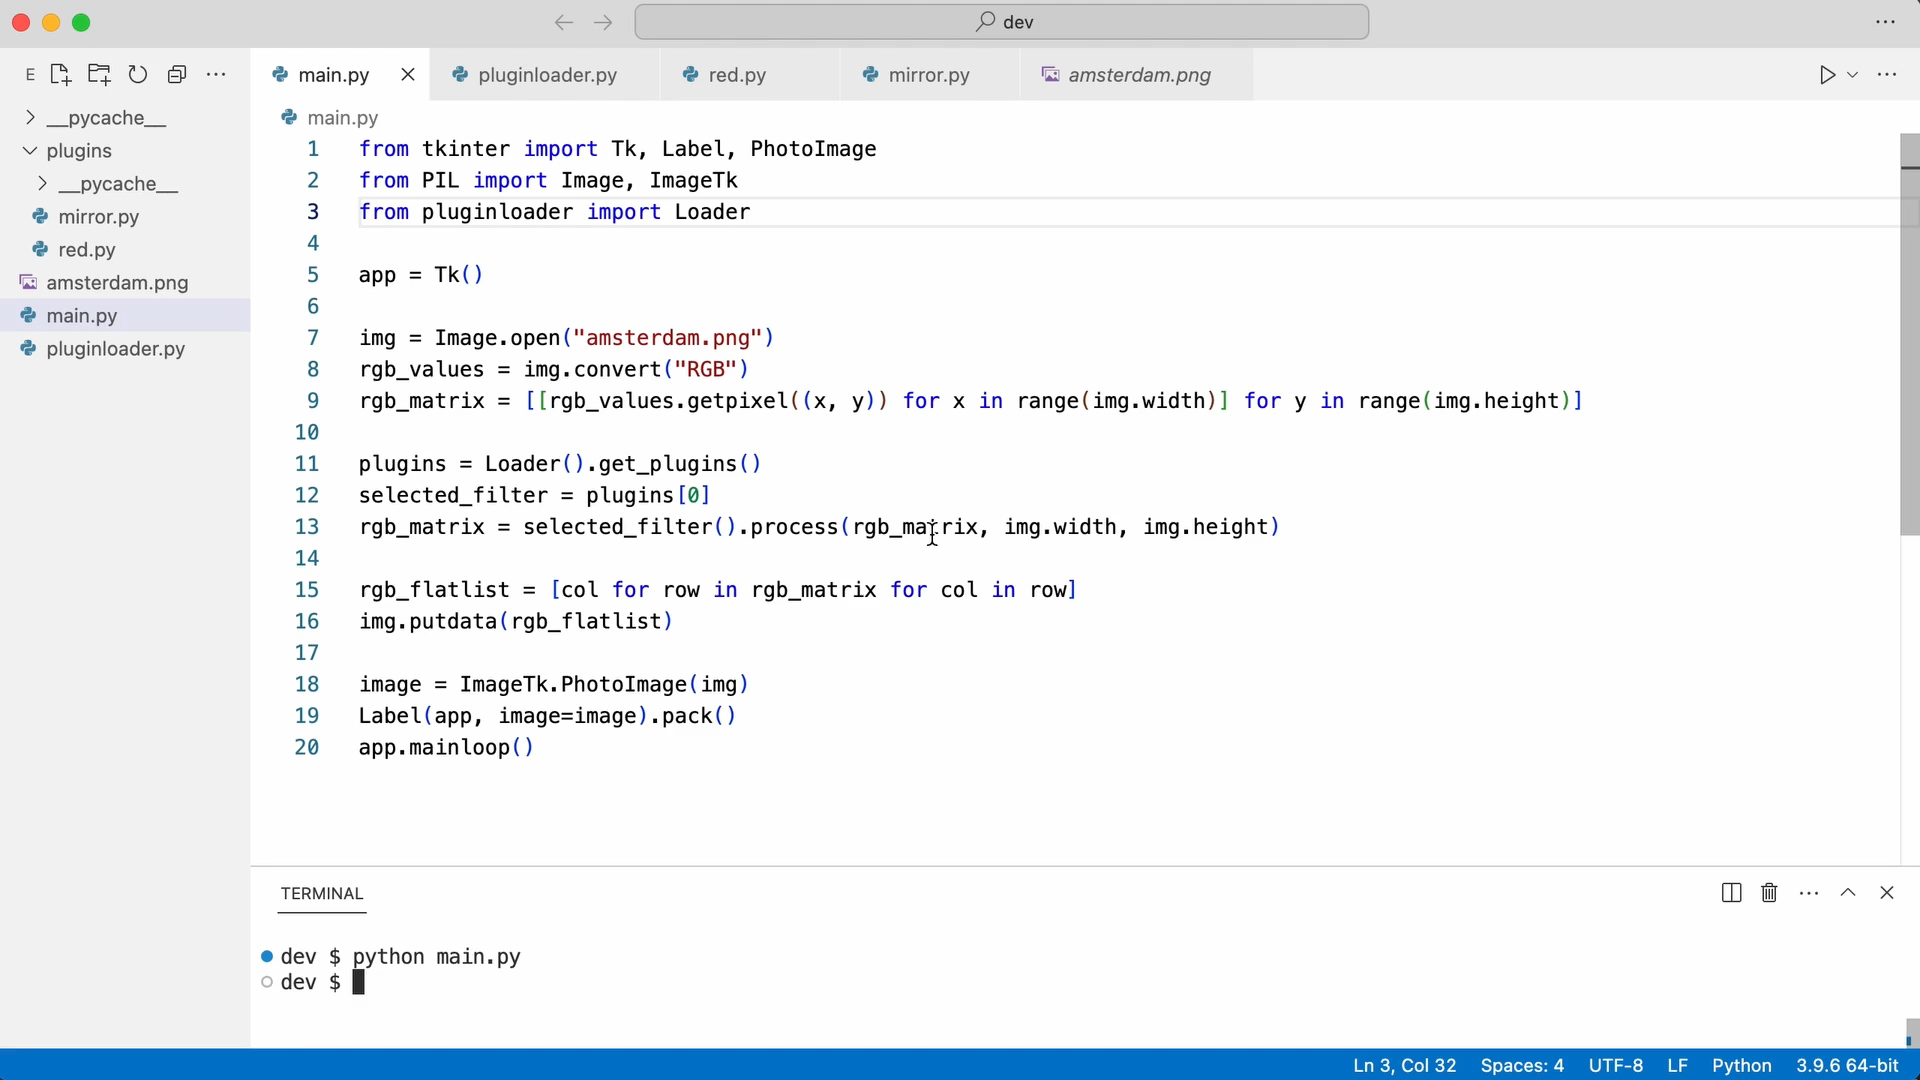 dev
E
main.py
pluginloader.py
red.py
mirror.py
amsterdam.png
__pycache__
plugins
__pycache__
mirror.py
red.py
amsterdam.png
main.py
pluginloader.py
main.py
1 from tkinter import Tk, Label, PhotoImage
2 from PIL import Image, ImageTk
3 from pluginloader import Loader
4
5 app = Tk()
6
7 img = Image.open("amsterdam.png")
8 rgb_values = img.convert("RGB")
9 rgb_matrix = [[rgb_values.getpixel((x, y)) for x in range(img.width)] for y in range(img.height)]
10
11 plugins = Loader().get_plugins()
12 selected_filter = plugins[0]
13 rgb_matrix = selected_filter().process(rgb_matrix, img.width, img.height)
14
15 rgb_flatlist = [col for row in rgb_matrix for col in row]
16 img.putdata(rgb_flatlist)
17
18 image = ImageTk.PhotoImage(img)
19 Label(app, image=image).pack()
20 app.mainloop()
TERMINAL
dev $ python main.py
dev $
Ln 3, Col 32 Spaces: 4 UTF-8 LF Python 3.9.6 64-bit